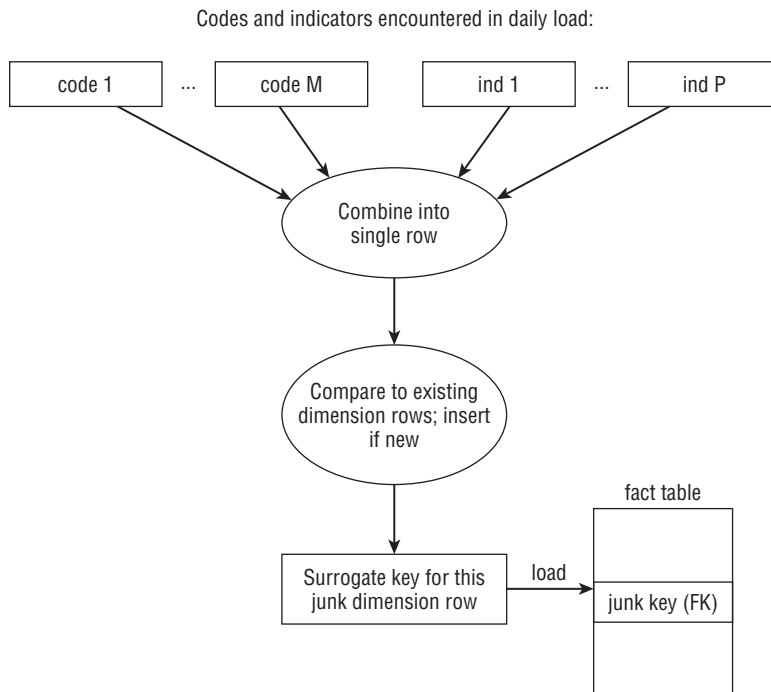 Codes and indicators encountered in daily load:
code 1
...
code M
ind 1
...
ind P
Combine into
single row
Compare to existing
dimension rows; insert
if new
fact table
Surrogate key for this
junk dimension row
load
junk key (FK)